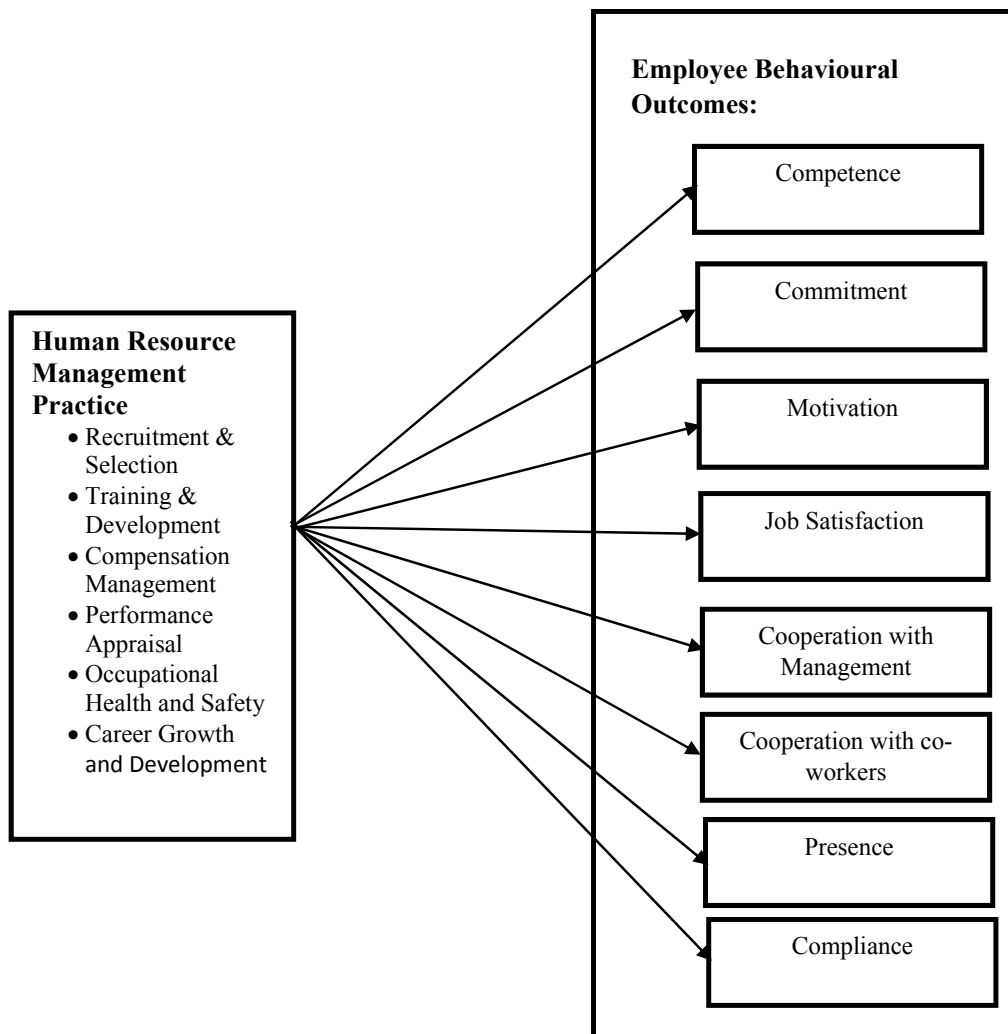 Employee Behavioural
Outcomes:
Competence
Commitment
Human Resource
Management
Practice
• Recruitment &
Selection
• Training &
Development
• Compensation
Management
• Performance
Appraisal
• Occupational
Health and Safety
• Career Growth
and Development
Motivation
Job Satisfaction
Cooperation with
Management
Cooperation with co-
workers
Presence
Compliance